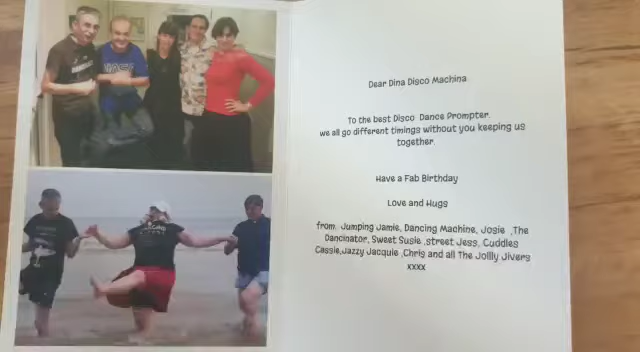 Dear Dina Disco Machina
To the best Disco Dance Prompter.
we all go different timings without you keeping us
together.
Have a Fab Birthday
Love and Hugs
from. Jumping Jamie, Dancing Machine, Josie ,The
Dancinator, Sweet Susie ,street Jess, Cuddles
Cassie,Jazzy Jacquie ,Chris and all The Jollly Jivers
xxxx